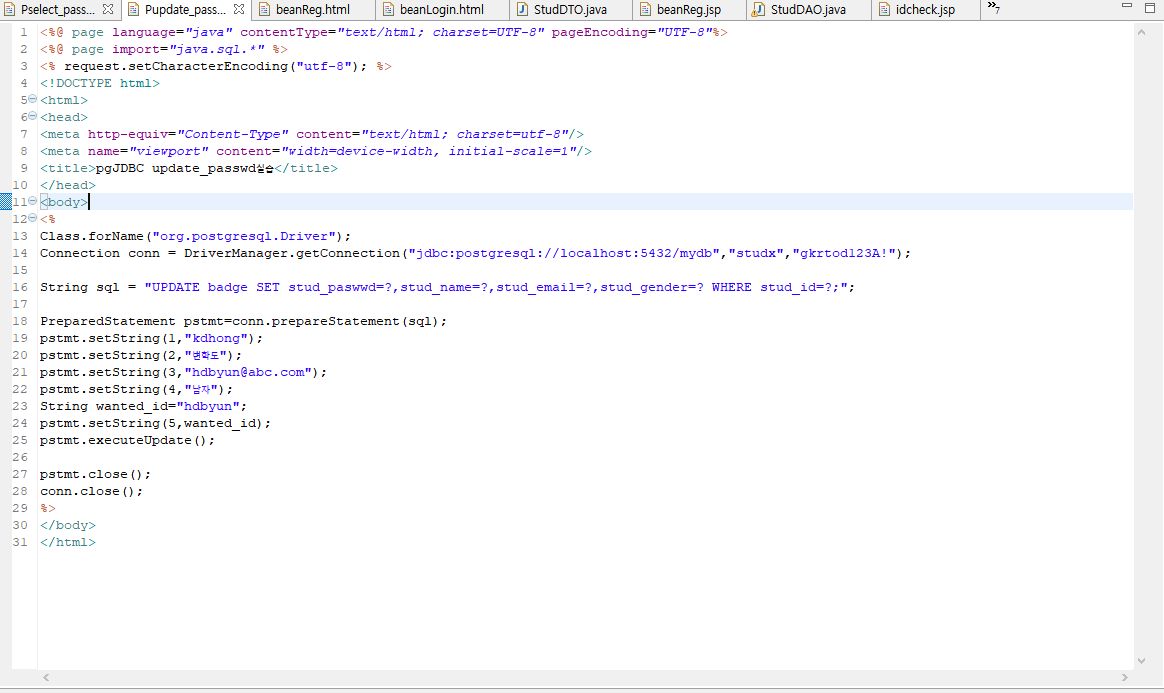 Pselect_pass... Pupdate_pass... beanReg.html beanLogin.html StudDTO.java beanReg.jsp StudDAO.java idcheck.jsp »7
1 <%@ page language="java" contentType="text/html; charset=UTF-8" pageEncoding="UTF-8"%>
2 <%@ page import="java.sql.*" %>
3 <% request.setCharacterEncoding("utf-8"); %>
4 <!DOCTYPE html>
5 <html>
6 <head>
7 <meta http-equiv="Content-Type" content="text/html; charset=utf-8"/>
8 <meta name="viewport" content="width=device-width, initial-scale=1"/>
9 <title>pgJDBC update_passwd실습</title>
10 </head>
11 <body>
12 <%
13 Class.forName("org.postgresql.Driver");
14 Connection conn = DriverManager.getConnection("jdbc:postgresql://localhost:5432/mydb","studx","gkrtod123A!");
15
16 String sql = "UPDATE badge SET stud_paswwd=?,stud_name=?,stud_email=?,stud_gender=? WHERE stud_id=?;";
17
18 PreparedStatement pstmt=conn.prepareStatement(sql);
19 pstmt.setString(1,"kdhong");
20 pstmt.setString(2,"변학도");
21 pstmt.setString(3,"hdbyun@abc.com");
22 pstmt.setString(4,"남자");
23 String wanted_id="hdbyun";
24 pstmt.setString(5,wanted_id);
25 pstmt.executeUpdate();
26
27 pstmt.close();
28 conn.close();
29 %>
30 </body>
31 </html>